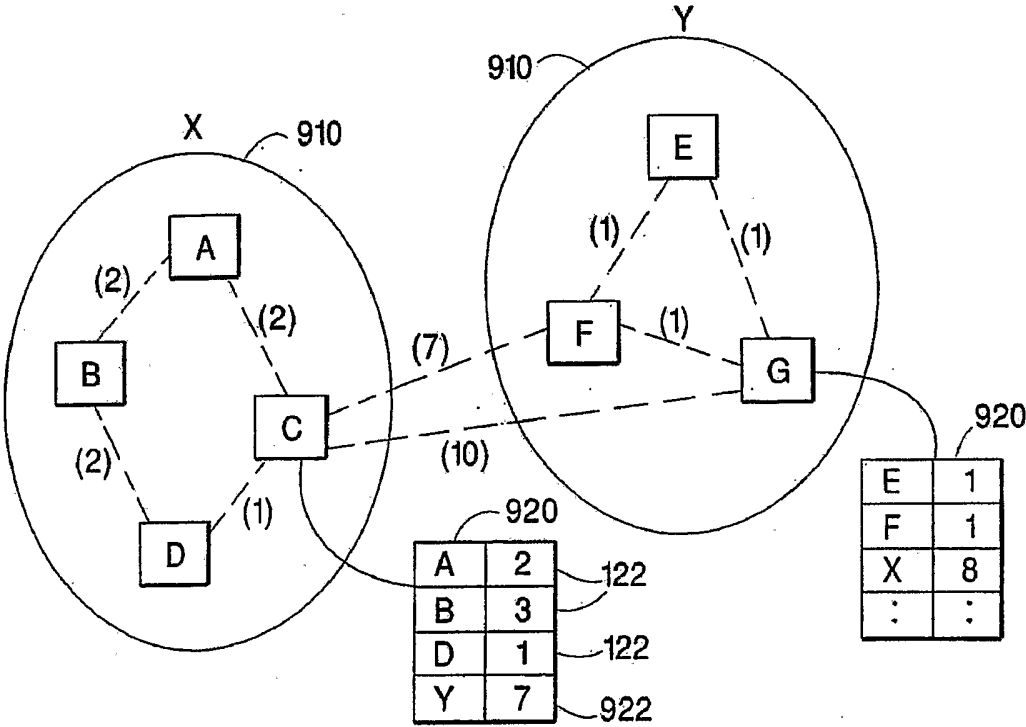 Y
910
X
910
E
A
(1)
(1)
(2)
(2)
F
(1)
(7)
B
G
C
(10)
920
(2)
(1)
E 1
F 1
X 8
: :
D
920
A 2
B 3
D 1
Y 7
122
122
922